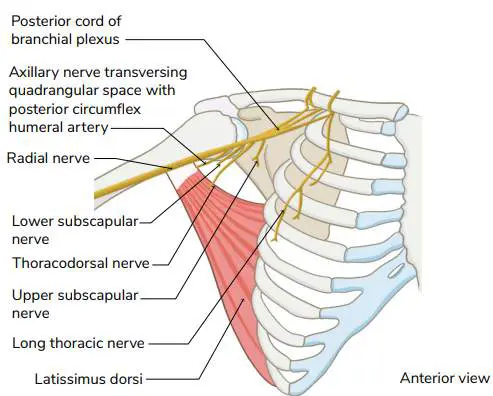 Posterior cord of
branchial plexus
Axillary nerve transversing
quadrangular space with
posterior circumflex
humeral artery
Radial nerve
Lower subscapular
nerve
Thoracodorsal nerve
Upper subscapular
nerve
Long thoracic nerve
Latissimus dorsi
Anterior view